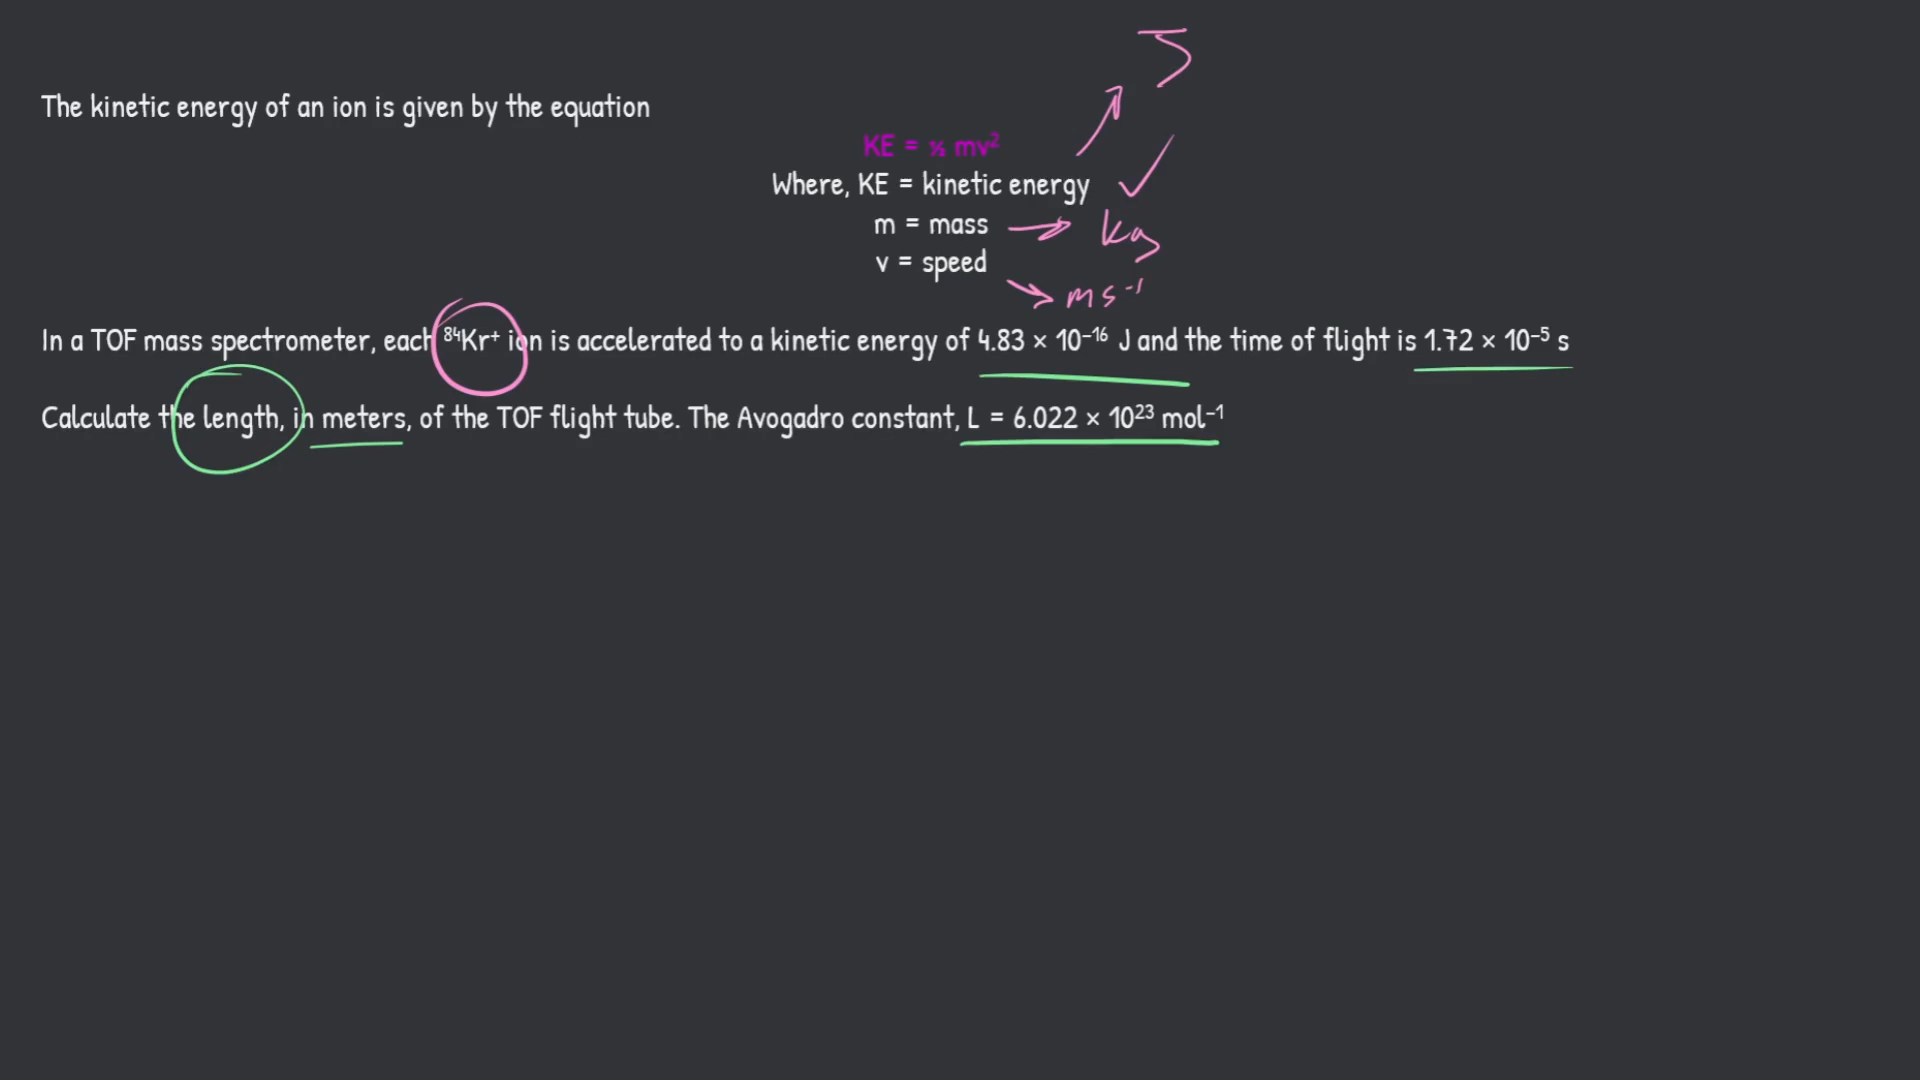 J
The kinetic energy of an ion is given by the equation
KE = ½ mv²
Where, KE = kinetic energy
m = mass → kg
v = speed
→ ms⁻¹
In a TOF mass spectrometer, each ⁸⁴Kr⁺ ion is accelerated to a kinetic energy of 4.83 × 10⁻¹⁶ J and the time of flight is 1.72 × 10⁻⁵ s
Calculate the length, in meters, of the TOF flight tube. The Avogadro constant, L = 6.022 × 10²³ mol⁻¹